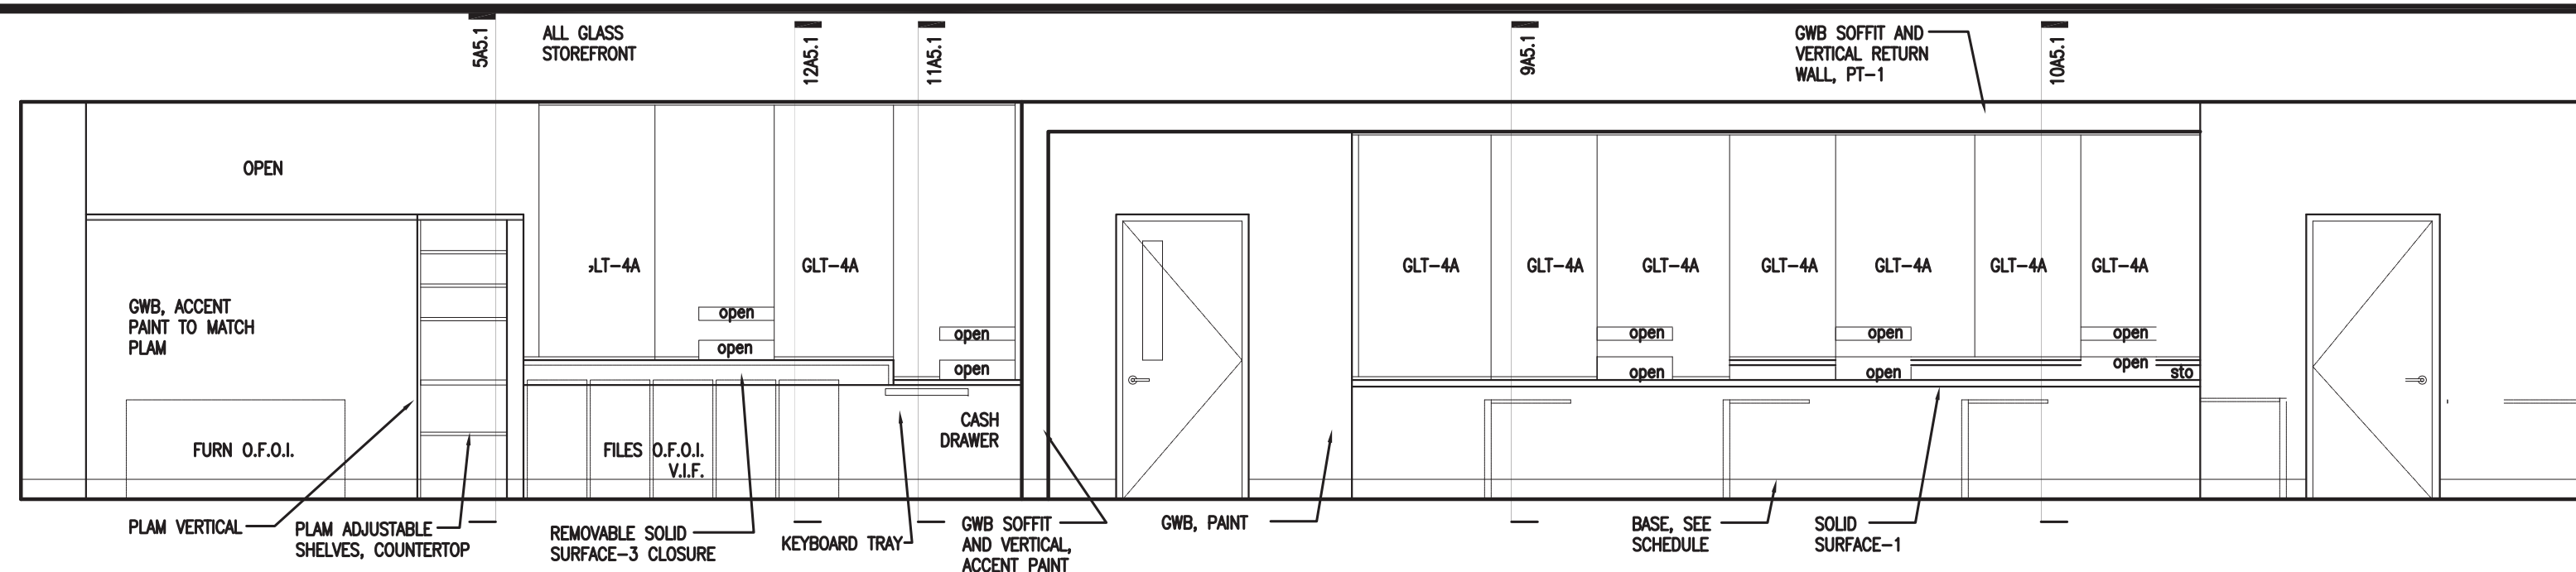 5A5.1
ALL GLASS
STOREFRONT
12A5.1
11A5.1
9A5.1
GWB SOFFIT AND
VERTICAL RETURN
WALL, PT-1
10A5.1
OPEN
LT-4A
GLT-4A
GLT-4A
GLT-4A
GLT-4A
GLT-4A
GLT-4A
GLT-4A
GLT-4A
GWB, ACCENT
PAINT TO MATCH
PLAM
open
open
open
open
open
open
open
open
open
open
open
sto
CASH
DRAWER
FURN O.F.O.I.
FILES O.F.O.I.
V.I.F.
PLAM VERTICAL
PLAM ADJUSTABLE
SHELVES, COUNTERTOP
REMOVABLE SOLID
SURFACE-3 CLOSURE
KEYBOARD TRAY
GWB SOFFIT
AND VERTICAL,
ACCENT PAINT
GWB, PAINT
BASE, SEE
SCHEDULE
SOLID
SURFACE-1